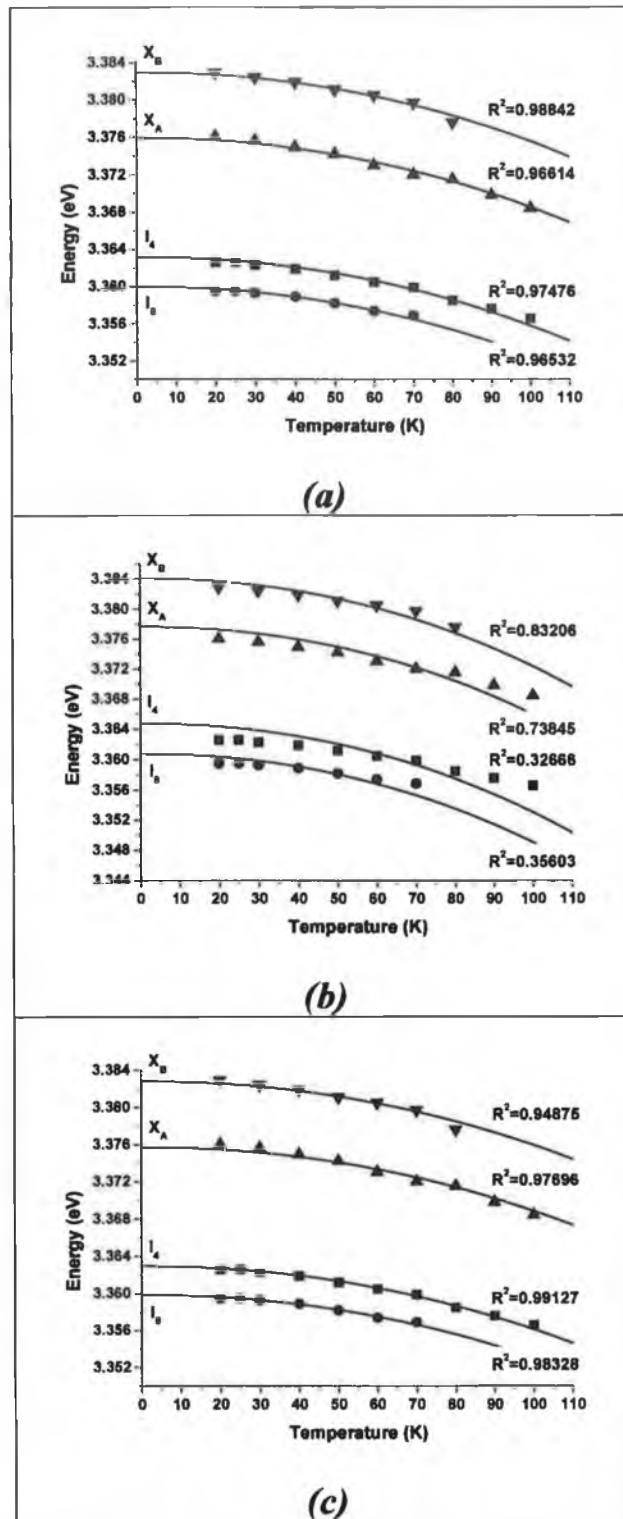 3.384
3.380
3.376
3.372
3.368
3.364
3.360
3.356
3.352
Energy (eV)
X_B
X_A
I_4
I_8
R²=0.98842
R²=0.96614
R²=0.97476
R²=0.96532
0 10 20 30 40 50 60 70 80 90 100 110
Temperature (K)
(a)
3.384
3.380
3.376
3.372
3.368
3.364
3.360
3.356
3.352
3.348
3.344
Energy (eV)
X_B
X_A
I_4
I_8
R²=0.83206
R²=0.73845
R²=0.32666
R²=0.35603
0 10 20 30 40 50 60 70 80 90 100 110
Temperature (K)
(b)
3.384
3.380
3.376
3.372
3.368
3.364
3.360
3.356
3.352
Energy (eV)
X_B
X_A
I_4
I_8
R²=0.94875
R²=0.97696
R²=0.99127
R²=0.98328
0 10 20 30 40 50 60 70 80 90 100 110
Temperature (K)
(c)